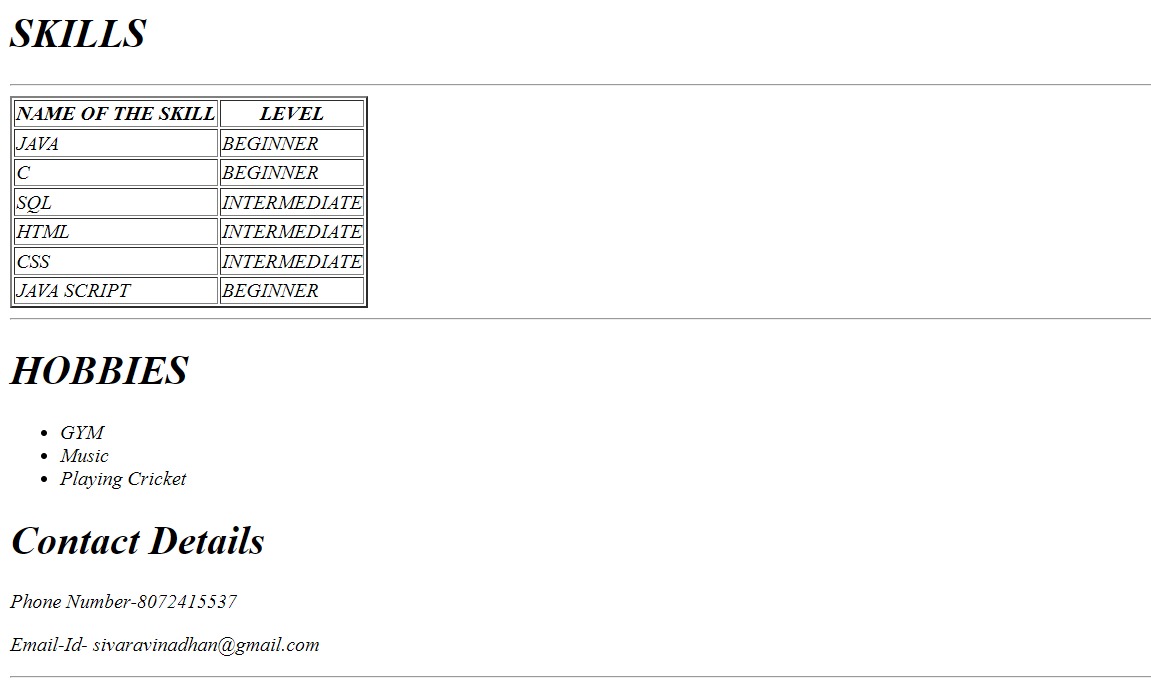 SKILLS
NAME OF THE SKILL LEVEL
JAVA BEGINNER
C BEGINNER
SQL INTERMEDIATE
HTML INTERMEDIATE
CSS INTERMEDIATE
JAVA SCRIPT BEGINNER
HOBBIES
GYM
Music
Playing Cricket
Contact Details
Phone Number-8072415537
Email-Id- sivaravinadhan@gmail.com